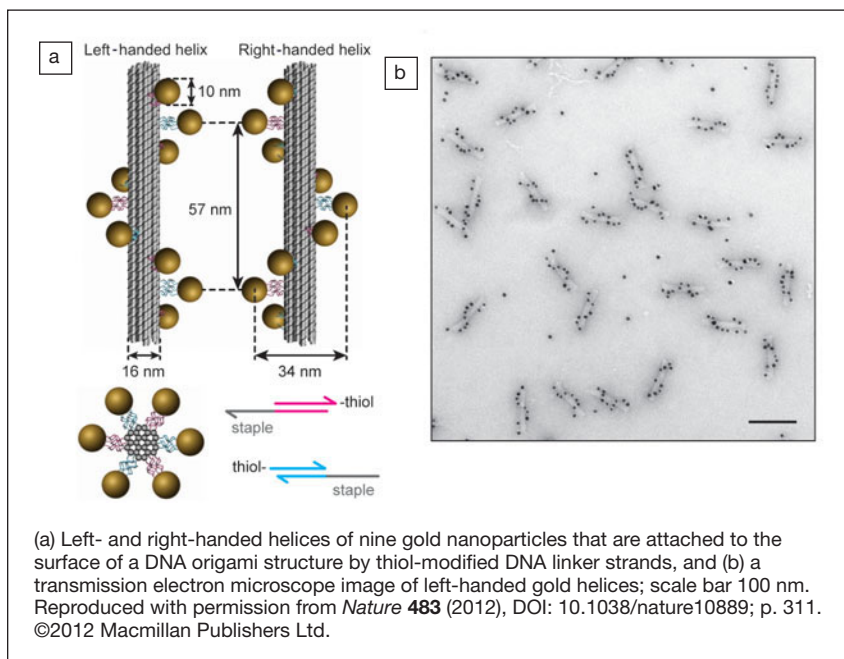 a
Left-handed helix
Right-handed helix
b
10 nm
57 nm
16 nm
34 nm
-thiol
staple
thiol-
staple
(a) Left- and right-handed helices of nine gold nanoparticles that are attached to the
surface of a DNA origami structure by thiol-modified DNA linker strands, and (b) a
transmission electron microscope image of left-handed gold helices; scale bar 100 nm.
Reproduced with permission from Nature 483 (2012), DOI: 10.1038/nature10889; p. 311.
©2012 Macmillan Publishers Ltd.